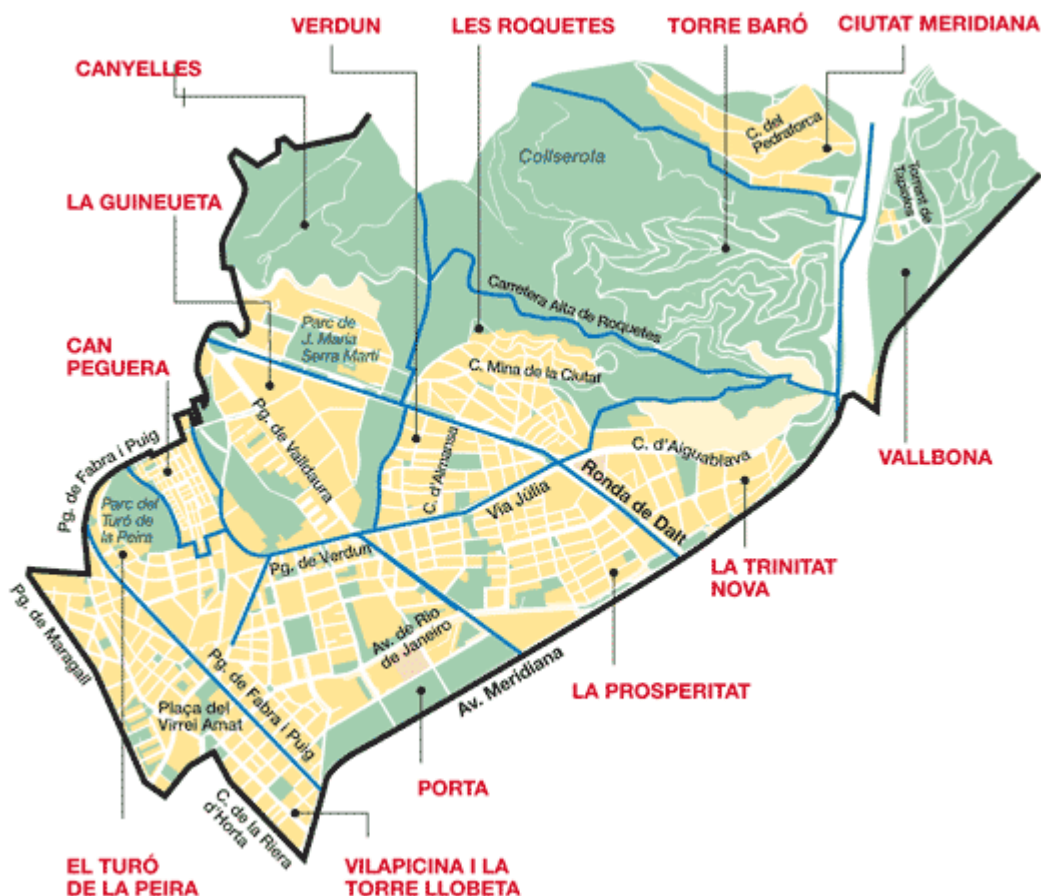 VERDUN
LES ROQUETES
TORRE BARÓ
CIUTAT MERIDIANA
CANYELLES
C. del
Pedraforca
Collserola
Torrent de
Tapioles
LA GUINEUETA
Carretera Alta de Roquetes
Parc de
J. Maria
Serra Martí
CAN
PEGUERA
C. Mina de la Ciutat
Pg. de Valldaura
Pg. de Fabra i Puig
C. d'Almansa
C. d'Aiguablava
VALLBONA
Ronda de Dalt
Via Júlia
Parc del
Turó de
la Peira
Pg. de Verdun
LA TRINITAT
NOVA
Pg. de Maragall
Av. de Rio
de Janeiro
Pg. de Fabra i Puig
Av. Meridiana
LA PROSPERITAT
Plaça del
Virrei Amat
PORTA
C. de la Riera
d'Horta
EL TURÓ
DE LA PEIRA
VILAPICINA I LA
TORRE LLOBETA